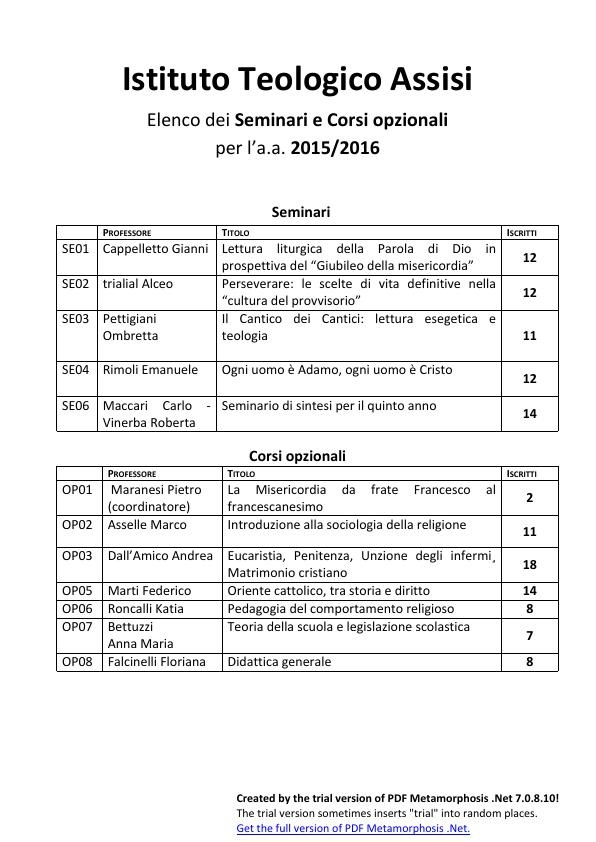 Istituto Teologico Assisi
Elenco dei Seminari e Corsi opzionali
per l'a.a. 2015/2016
Seminari
PROFESSORE TITOLO ISCRITTI
SE01 Cappelletto Gianni Lettura liturgica della Parola di Dio in
prospettiva del “Giubileo della misericordia” 12
SE02 trialial Alceo Perseverare: le scelte di vita definitive nella
“cultura del provvisorio” 12
SE03 Pettigiani Il Cantico dei Cantici: lettura esegetica e
Ombretta teologia 11
SE04 Rimoli Emanuele Ogni uomo è Adamo, ogni uomo è Cristo 12
SE06 Maccari Carlo - Seminario di sintesi per il quinto anno
Vinerba Roberta 14
Corsi opzionali
PROFESSORE TITOLO ISCRITTI
OP01 Maranesi Pietro La Misericordia da frate Francesco al
(coordinatore) francescanesimo 2
OP02 Asselle Marco Introduzione alla sociologia della religione 11
OP03 Dall'Amico Andrea Eucaristia, Penitenza, Unzione degli infermi,
Matrimonio cristiano 18
OP05 Marti Federico Oriente cattolico, tra storia e diritto 14
OP06 Roncalli Katia Pedagogia del comportamento religioso 8
OP07 Bettuzzi Teoria della scuola e legislazione scolastica
Anna Maria 7
OP08 Falcinelli Floriana Didattica generale 8
Created by the trial version of PDF Metamorphosis .Net 7.0.8.10!
The trial version sometimes inserts "trial" into random places.
Get the full version of PDF Metamorphosis .Net.